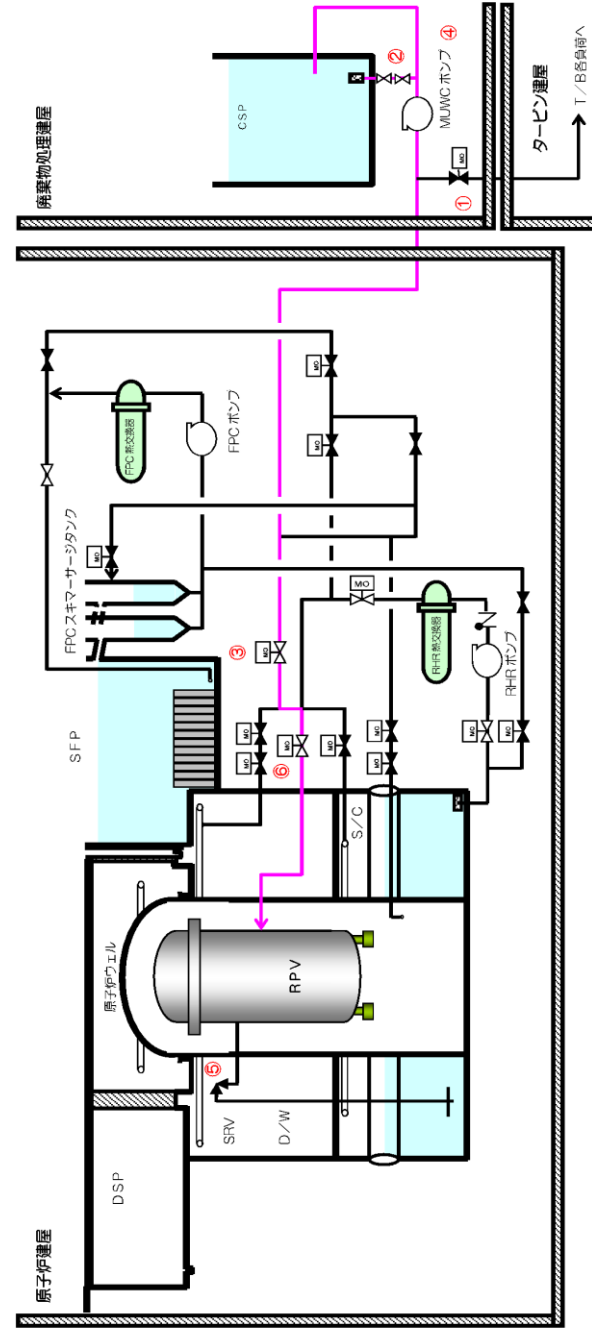 原子炉建屋
DSP
原子炉ウェル
SRV
D/W
⑤
RPV
S/C
SFP
FPCスキマーサージタンク
MO
FPC熱交換器
FPCポンプ
MO
MO
③
MO
MO
MO
⑥
MO
MO
MO
MO
MO
RHR熱交換器
RHRポンプ
MO
MO
廃棄物処理建屋
CSP
②
④
MUWCポンプ
MO
①
タービン建屋
T/B各負荷へ